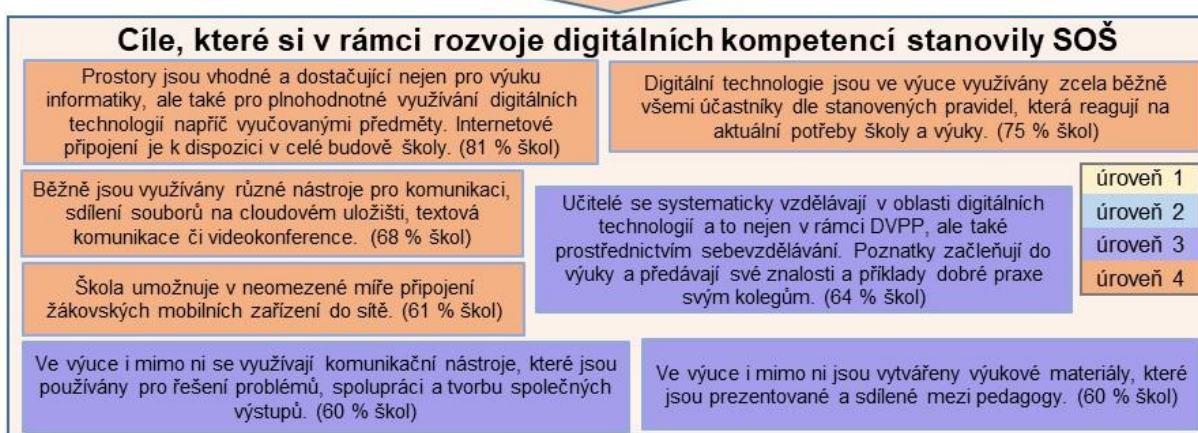 Cíle, které si v rámci rozvoje digitálních kompetencí stanovily SOŠ
Prostory jsou vhodné a dostačující nejen pro výuku
informatiky, ale také pro plnohodnotné využívání digitálních
technologií napříč vyučovanými předměty. Internetové
připojení je k dispozici v celé budově školy. (81 % škol)
Digitální technologie jsou ve výuce využívány zcela běžně
všemi účastníky dle stanovených pravidel, která reagují na
aktuální potřeby školy a výuky. (75 % škol)
Běžně jsou využívány různé nástroje pro komunikaci,
sdílení souborů na cloudovém uložišti, textová
komunikace či videokonference. (68 % škol)
Učitelé se systematicky vzdělávají v oblasti digitálních
technologií a to nejen v rámci DVPP, ale také
prostřednictvím sebevzdělávání. Poznatky začleňují do
výuky a předávají své znalosti a příklady dobré praxe
svým kolegům. (64 % škol)
úroveň 1
úroveň 2
úroveň 3
úroveň 4
Škola umožnuje v neomezené míře připojení
žákovských mobilních zařízení do sítě. (61 % škol)
Ve výuce i mimo ni se využívají komunikační nástroje, které jsou
používány pro řešení problémů, spolupráci a tvorbu společných
výstupů. (60 % škol)
Ve výuce i mimo ni jsou vytvářeny výukové materiály, které
jsou prezentované a sdílené mezi pedagogy. (60 % škol)